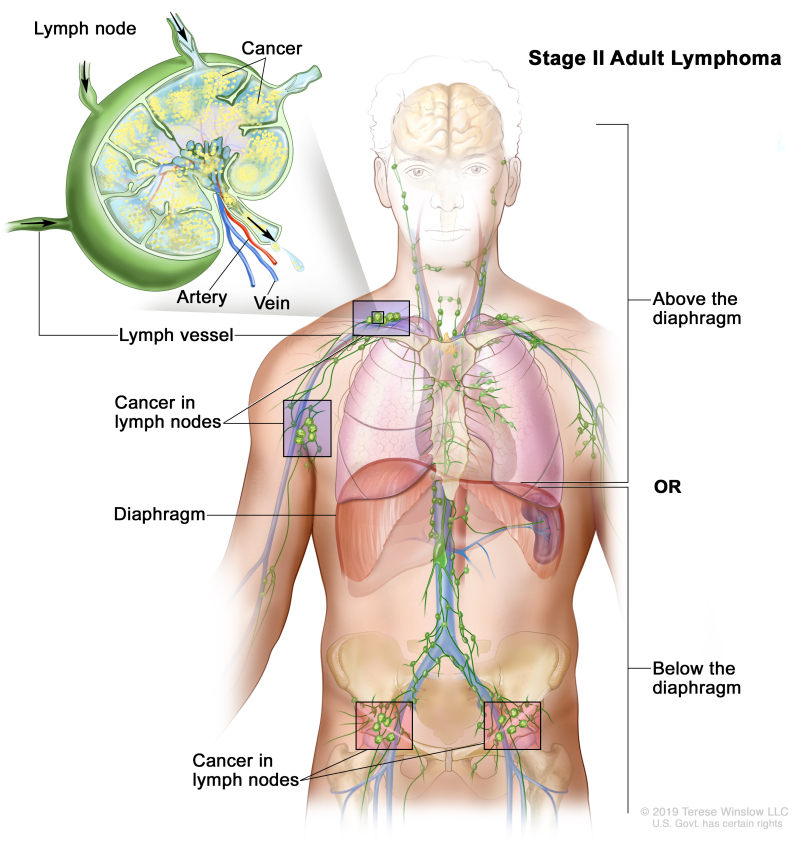 Stage II Adult Lymphoma
Lymph node
Cancer
Artery
Vein
Lymph vessel
Above the
diaphragm
Cancer in
lymph nodes
OR
Diaphragm
Below the
diaphragm
Cancer in
lymph nodes
© 2019 Terese Winslow LLC
U.S. Govt. has certain rights